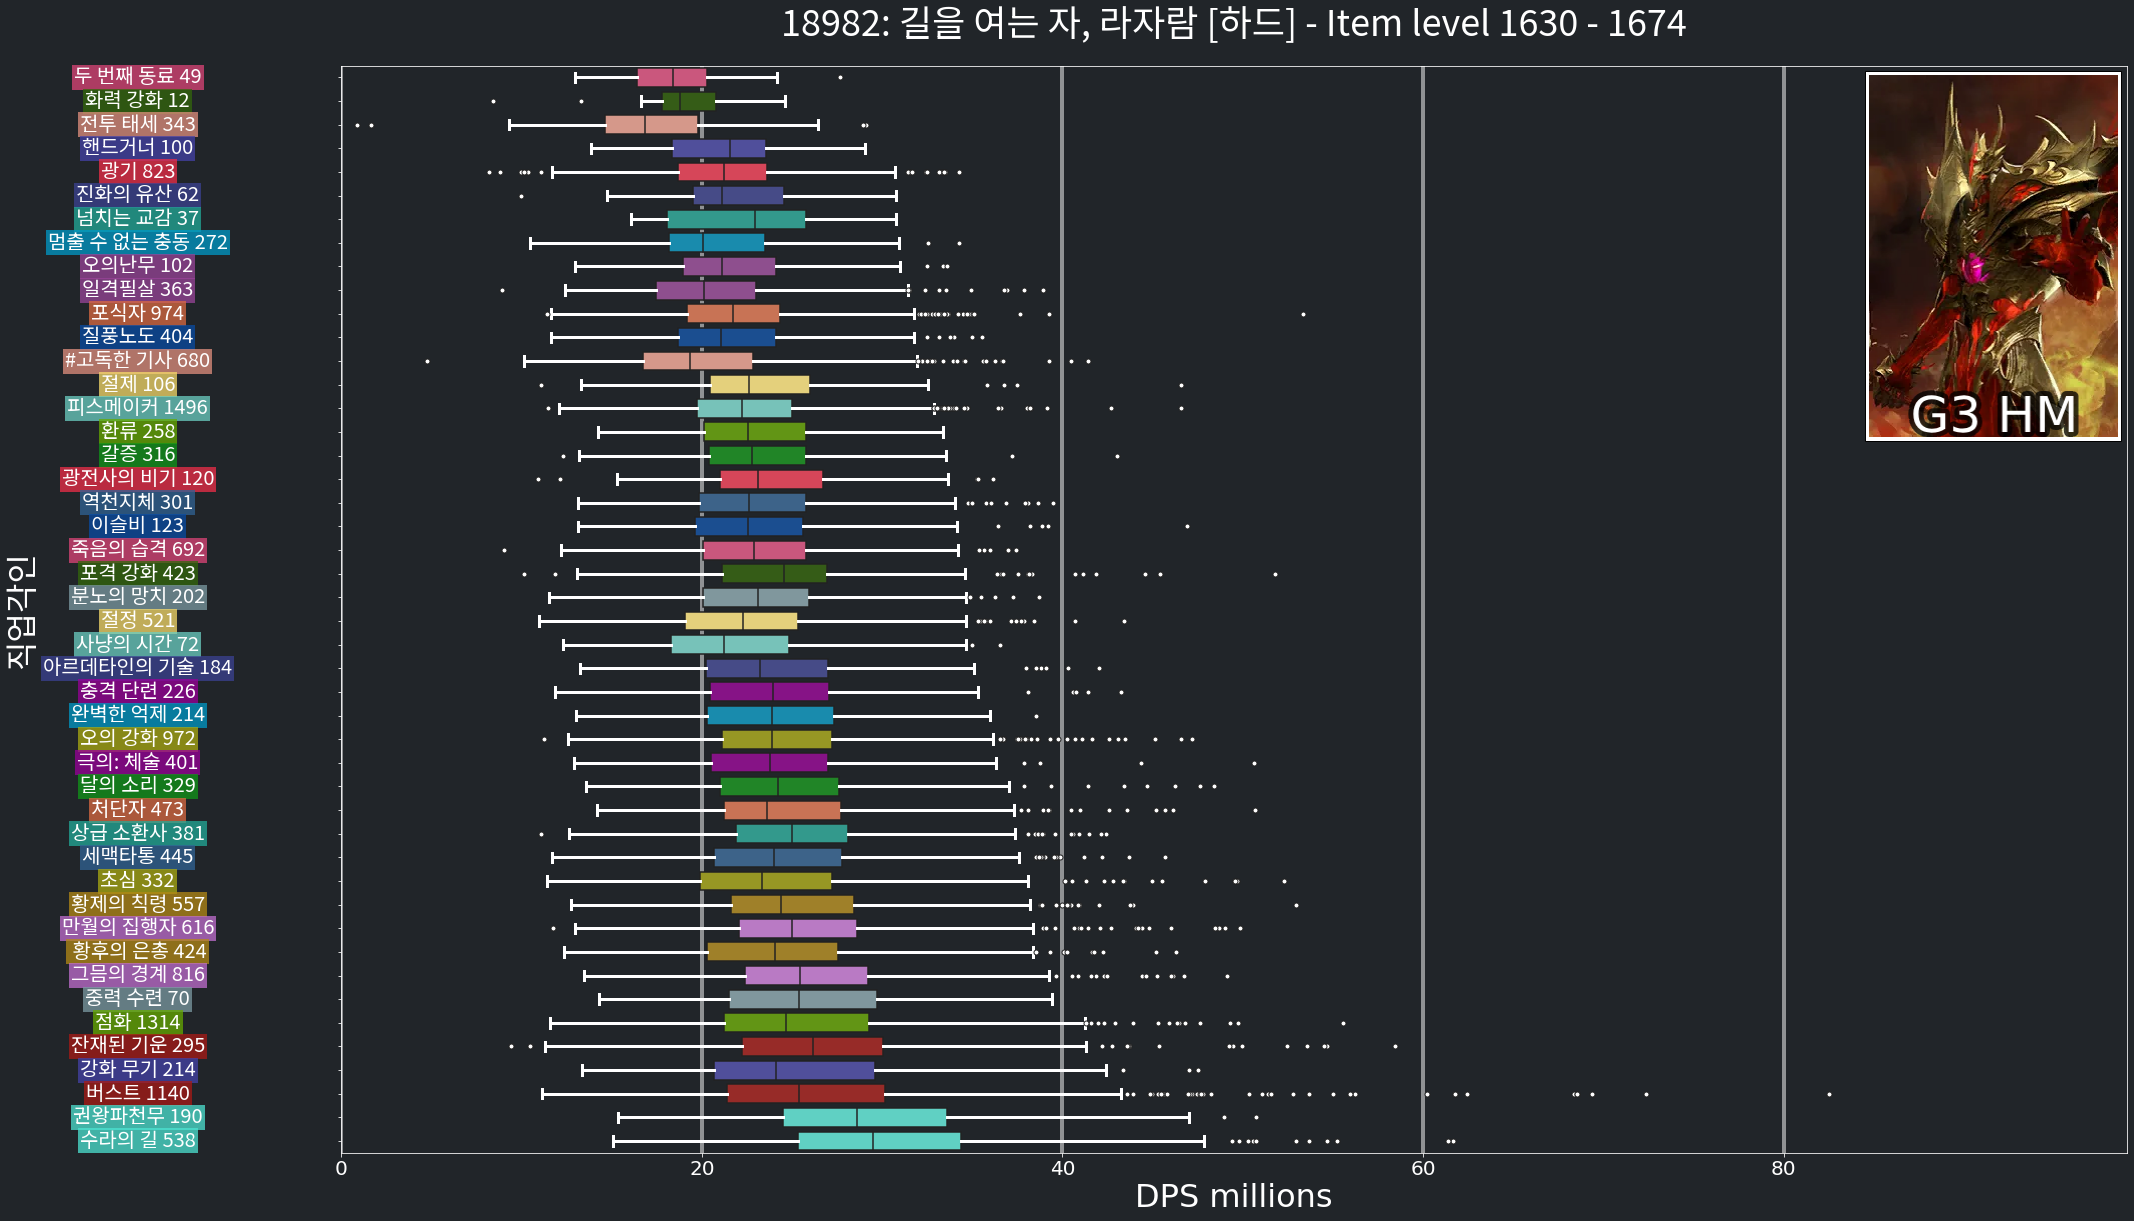 18982: 길을 여는 자, 라자람 [하드] - Item level 1630 - 1674
두 번째 동료 49
화력 강화 12
전투 태세 343
핸드거너 100
광기 823
진화의 유산 62
넘치는 교감 37
멈출 수 없는 충동 272
오의난무 102
일격필살 363
포식자 974
질풍노도 404
#고독한 기사 680
절제 106
피스메이커 1496
환류 258
갈증 316
광전사의 비기 120
역천지체 301
이슬비 123
죽음의 습격 692
포격 강화 423
분노의 망치 202
절정 521
사냥의 시간 72
아르데타인의 기술 184
충격 단련 226
완벽한 억제 214
오의 강화 972
극의: 체술 401
달의 소리 329
처단자 473
상급 소환사 381
세맥타통 445
초심 332
황제의 칙령 557
만월의 집행자 616
황후의 은총 424
그믐의 경계 816
중력 수련 70
점화 1314
잔재된 기운 295
강화 무기 214
버스트 1140
권왕파천무 190
수라의 길 538
직업각인
G3 HM
0 20 40 60 80
DPS millions